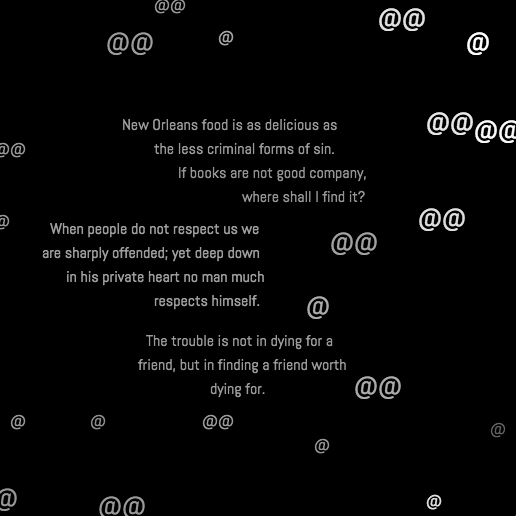 @@
@@
@@
@
@
@@
@@
@@
New Orleans food is as delicious as
the less criminal forms of sin.
If books are not good company,
where shall I find it?
@
@@
When people do not respect us we
are sharply offended; yet deep down
in his private heart no man much
respects himself.
@@
@
The trouble is not in dying for a
friend, but in finding a friend worth
dying for.
@@
@
@
@@
@
@
@
@@
@